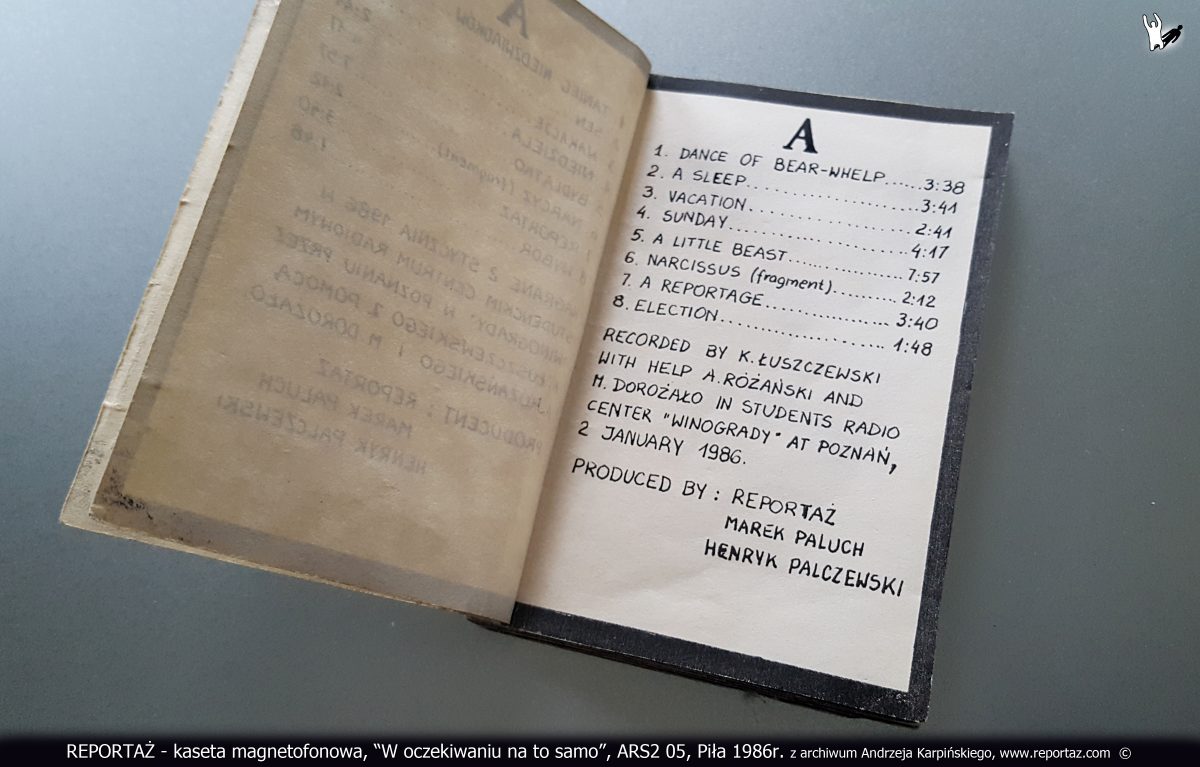 A
1. DANCE OF BEAR-WHELP......3:38
2. A SLEEP..................3:41
3. VACATION.................2:41
4. SUNDAY...................4:17
5. A LITTLE BEAST...........7:57
6. NARCISSUS (fragment).........2:12
7. A REPORTAGE..............3:40
8. ELECTION.................1:48
RECORDED BY K.ŁUSZCZEWSKI
WITH HELP A.RÓŻAŃSKI AND
M. DOROŻAŁO IN STUDENTS RADIO
CENTER "WINOGRADY" AT POZNAŃ,
2 JANUARY 1986.
PRODUCED BY: REPORTAŻ
MAREK PALUCH
HENRYK PALCZEWSKI
REPORTAŻ - kaseta magnetofonowa, "W oczekiwaniu na to samo", ARS2 05, Piła 1986r. z archiwum Andrzeja Karpińskiego, www.reportaz.com ©